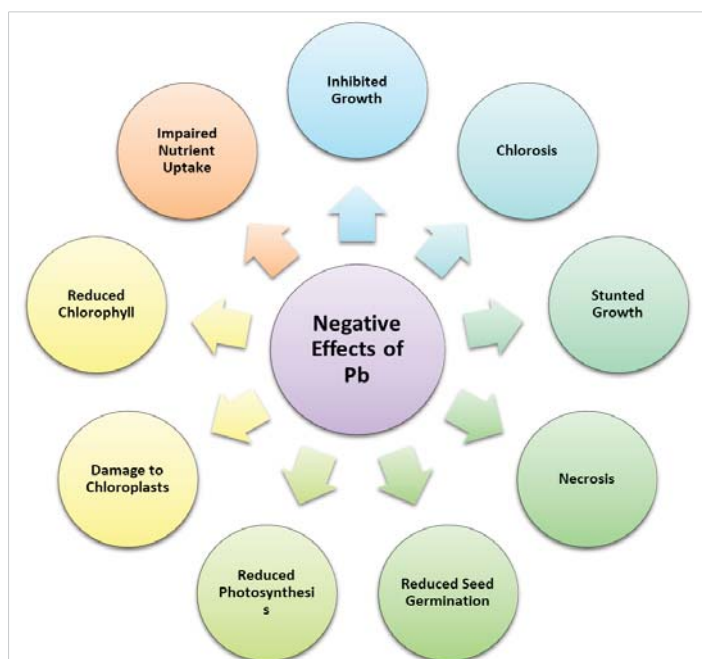 Inhibited
Growth
Chlorosis
Stunted
Growth
Necrosis
Reduced Seed
Germination
Reduced
Photosynthesi
s
Damage to
Chloroplasts
Reduced
Chlorophyll
Impaired
Nutrient
Uptake
Negative
Effects of
Pb